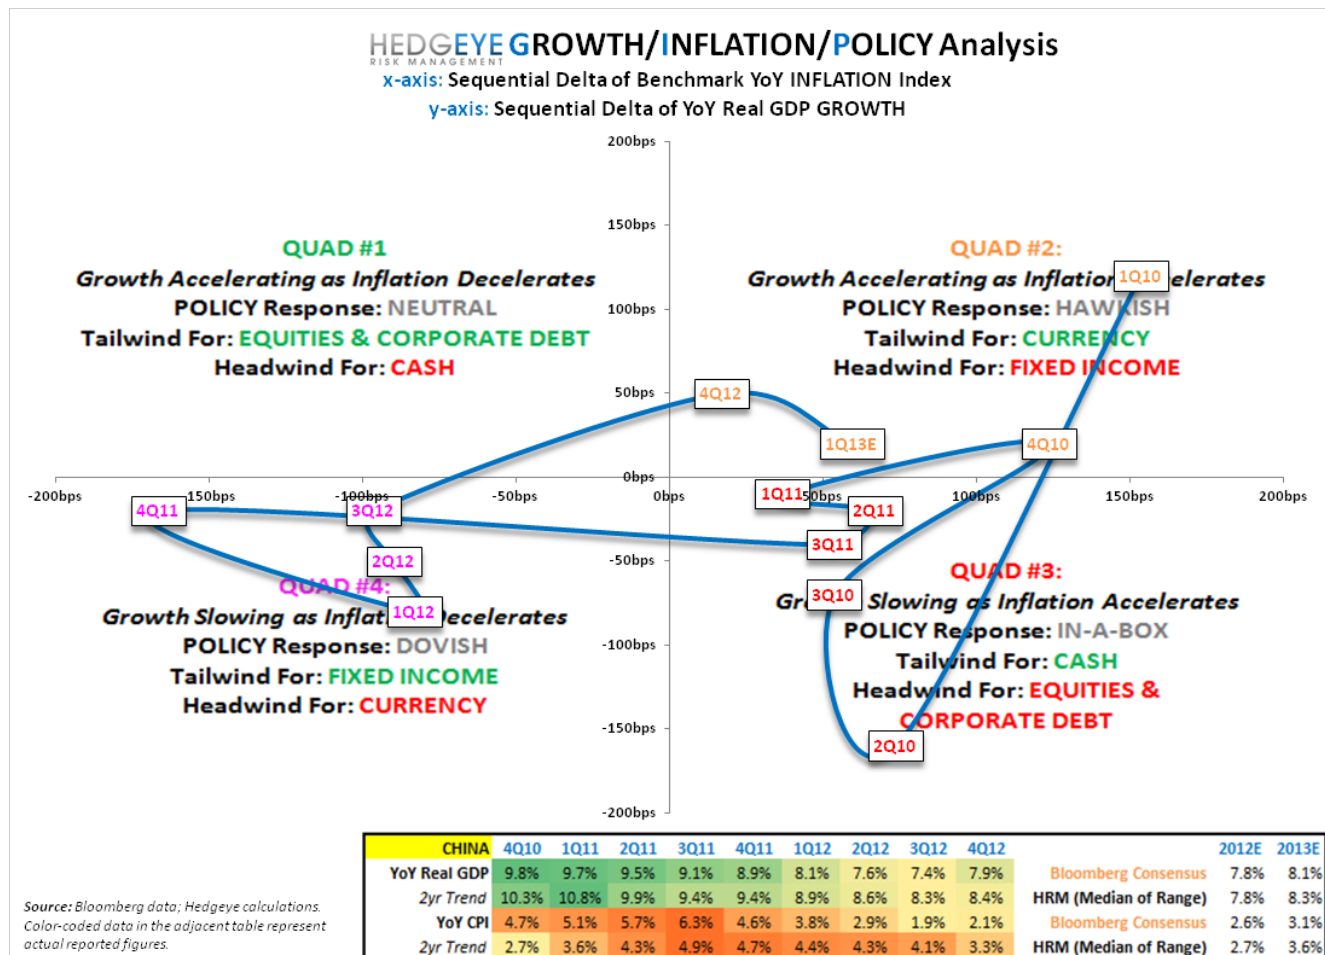 HEDGEYE GROWTH/INFLATION/POLICY Analysis
RISK MANAGEMENT
x-axis: Sequential Delta of Benchmark YoY INFLATION Index
y-axis: Sequential Delta of YoY Real GDP GROWTH
200bps
150bps
QUAD #1
Growth Accelerating as Inflation Decelerates
POLICY Response: NEUTRAL
Tailwind For: EQUITIES & CORPORATE DEBT
Headwind For: CASH
QUAD #2:
Growth Accelerating as Inflation elerates
1Q10
POLICY Response: HAWKISH
Tailwind For: CURRENCY
Headwind For: FIXED INCOME
100bps
50bps
4Q12
1Q13E
4Q10
0bps
-200bps
-150bps
-100bps
-50bps
0bps
50bps
100bps
150bps
200bps
4Q11
3Q12
1Q11
2Q11
3Q11
-50bps
2Q12
QUAD #4:
1Q12
Growth Slowing as Inflat Decelerates
POLICY Response: DOVISH
Tailwind For: FIXED INCOME
Headwind For: CURRENCY
QUAD #3:
3Q10
Gr Slowing as Inflation Accelerates
POLICY Response: IN-A-BOX
Tailwind For: CASH
Headwind For: EQUITIES &
CORPORATE DEBT
2Q10
-100bps
-150bps
-200bps
CHINA 4Q10 1Q11 2Q11 3Q11 4Q11 1Q12 2Q12 3Q12 4Q12 2012E 2013E
YoY Real GDP 9.8% 9.7% 9.5% 9.1% 8.9% 8.1% 7.6% 7.4% 7.9% Bloomberg Consensus 7.8% 8.1%
2yr Trend 10.3% 10.8% 9.9% 9.4% 9.4% 8.9% 8.6% 8.3% 8.4% HRM (Median of Range) 7.8% 8.3%
YoY CPI 4.7% 5.1% 5.7% 6.3% 4.6% 3.8% 2.9% 1.9% 2.1% Bloomberg Consensus 2.6% 3.1%
2yr Trend 2.7% 3.6% 4.3% 4.9% 4.7% 4.4% 4.3% 4.1% 3.3% HRM (Median of Range) 2.7% 3.6%
Source: Bloomberg data; Hedgeye calculations.
Color-coded data in the adjacent table represent
actual reported figures.